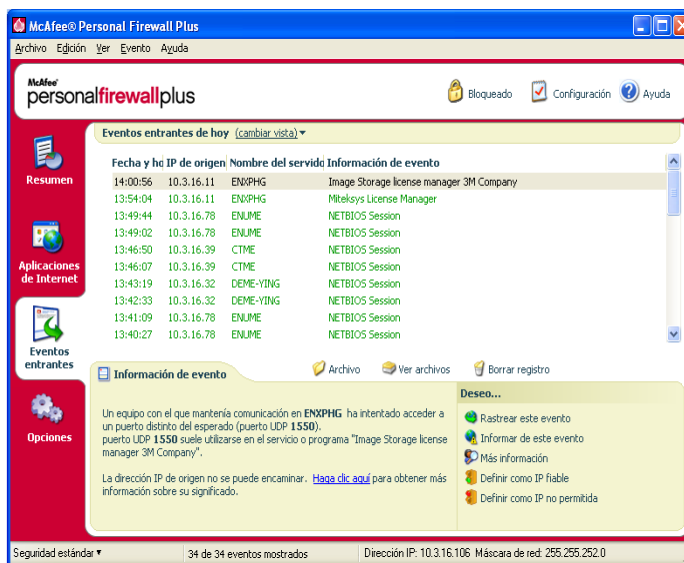 McAfee® Personal Firewall Plus
Archivo Edición Ver Evento Ayuda
McAfee®
personalfirewallplus
Bloqueado Configuración Ayuda
Resumen
Aplicaciones
de Internet
Eventos
entrantes
Opciones
Eventos entrantes de hoy (cambiar vista)
Fecha y ho IP de origen Nombre del servido Información de evento
14:00:56 10.3.16.11 ENXPHG Image Storage license manager 3M Company
13:54:04 10.3.16.11 ENXPHG Miteksys License Manager
13:49:44 10.3.16.78 ENUME NETBIOS Session
13:49:02 10.3.16.78 ENUME NETBIOS Session
13:46:50 10.3.16.39 CTME NETBIOS Session
13:46:07 10.3.16.39 CTME NETBIOS Session
13:43:19 10.3.16.32 DEME-YING NETBIOS Session
13:42:33 10.3.16.32 DEME-YING NETBIOS Session
13:41:09 10.3.16.78 ENUME NETBIOS Session
13:40:27 10.3.16.78 ENUME NETBIOS Session
Información de evento
Archivo Ver archivos Borrar registro
Un equipo con el que mantenía comunicación en ENXPHG ha intentado acceder
a un puerto distinto del esperado (puerto UDP 1550).
puerto UDP 1550 suele utilizarse en el servicio o programa "Image Storage license
manager 3M Company".
La dirección IP de origen no se puede encaminar. Haga clic aquí para obtener más
información sobre su significado.
Deseo...
Rastrear este evento
Informar de este evento
Más información
Definir como IP fiable
Definir como IP no permitida
Seguridad estándar 34 de 34 eventos mostrados Dirección IP: 10.3.16.106 Máscara de red: 255.255.252.0